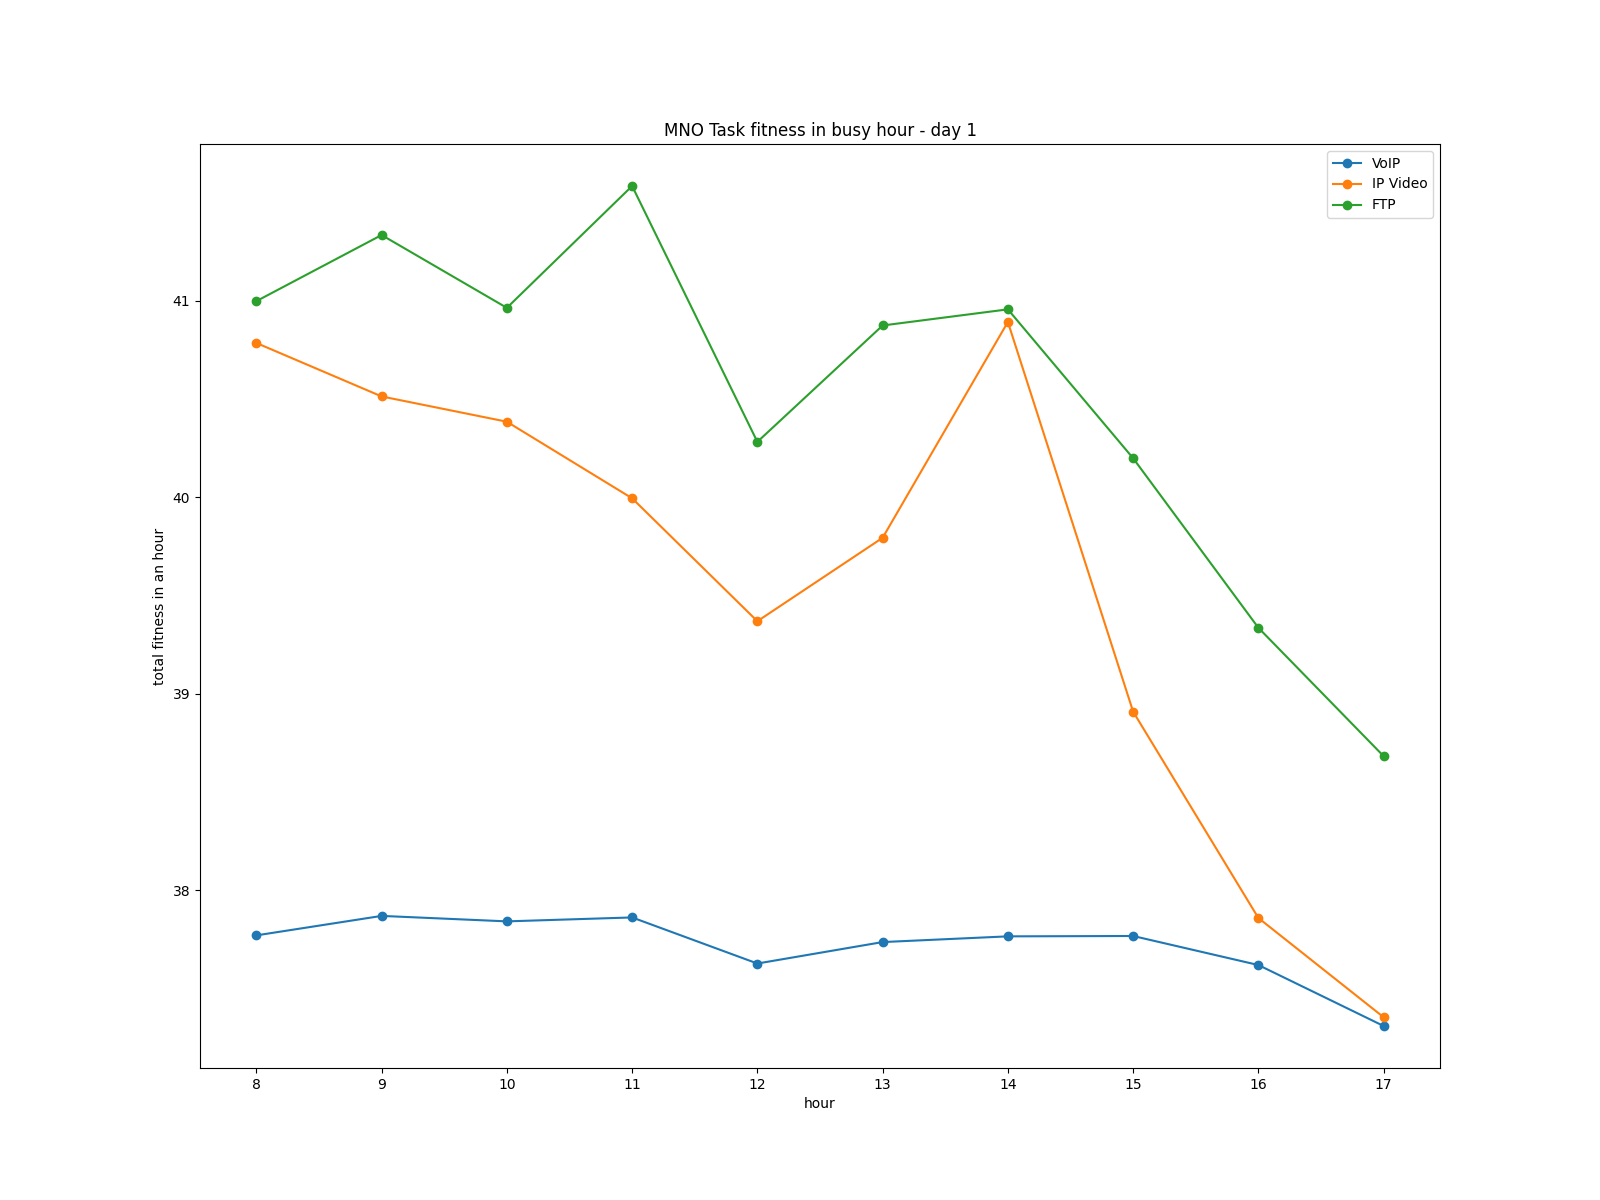 MNO Task fitness in busy hour - day 1
VoIP
IP Video
FTP
41
40
39
38
total fitness in an hour
8 9 10 11 12 13 14 15 16 17
hour